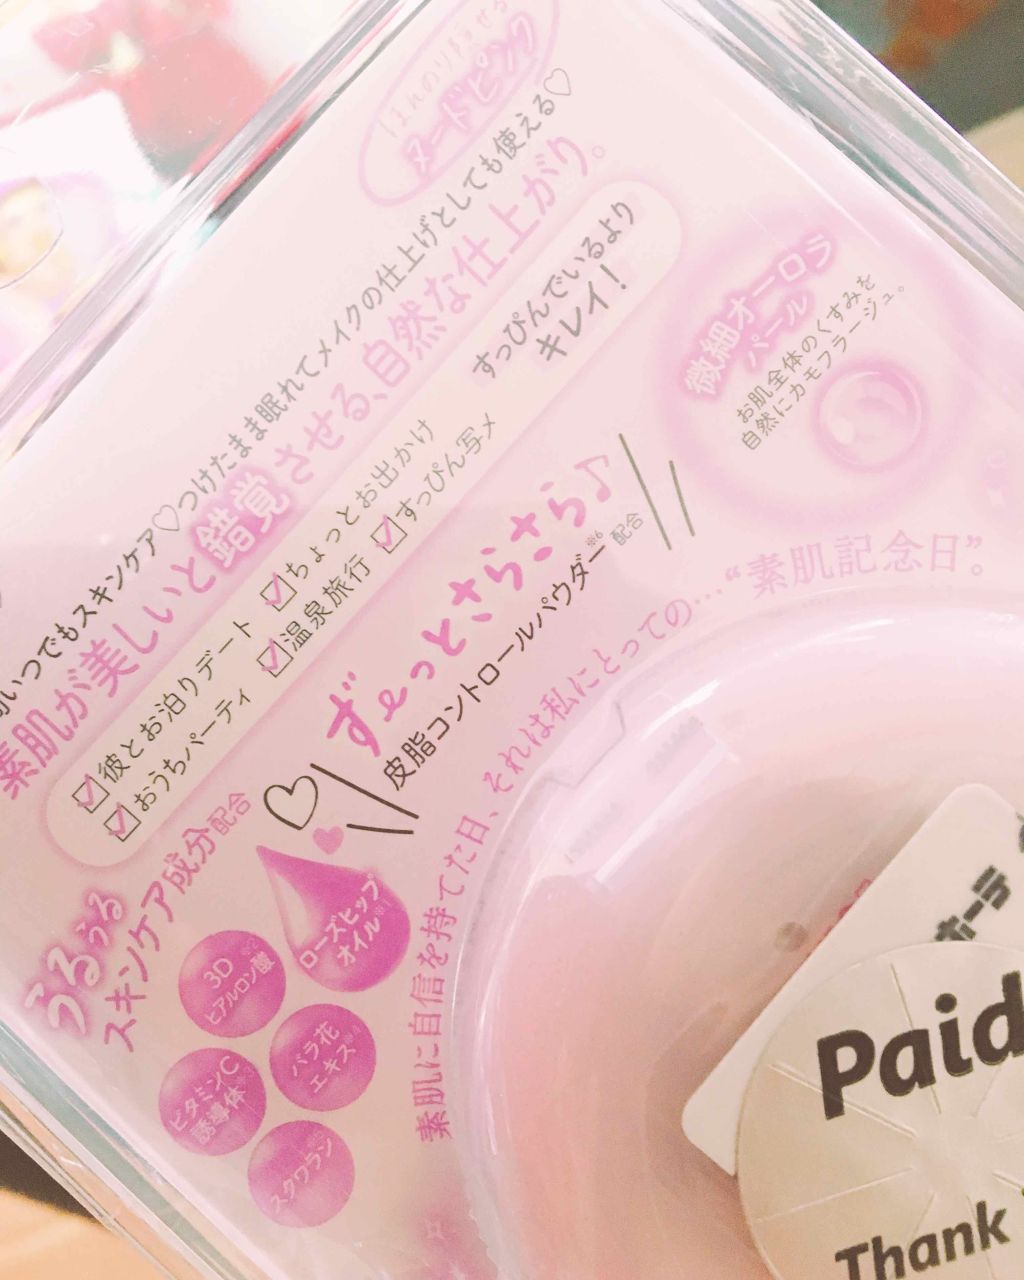 ほんのり色づける
ヌードピンク
いつでもスキンケア♡つけたまま眠れてメイクの仕上げとしても使える♡
素肌が美しいと錯覚させる、自然な仕上がり。
彼とお泊りデート
ちょっとお出かけ
おうちパーティ
温泉旅行
すっぴん写メ
すっぴんでいるより
キレイ！
微細オーロラ
パール
お肌全体のくすみを
自然にカモフラージュ。
ず〜っとさらさら♪
皮脂コントロールパウダー※6配合
うるうる
スキンケア成分配合
ローズヒップ
オイル※1
3D
ヒアルロン酸
バラ花
エキス
ビタミンC
誘導体
スクワラン
素肌に自信を持てた日、それは私にとっての…“素肌記念日”。
Paid
Thank